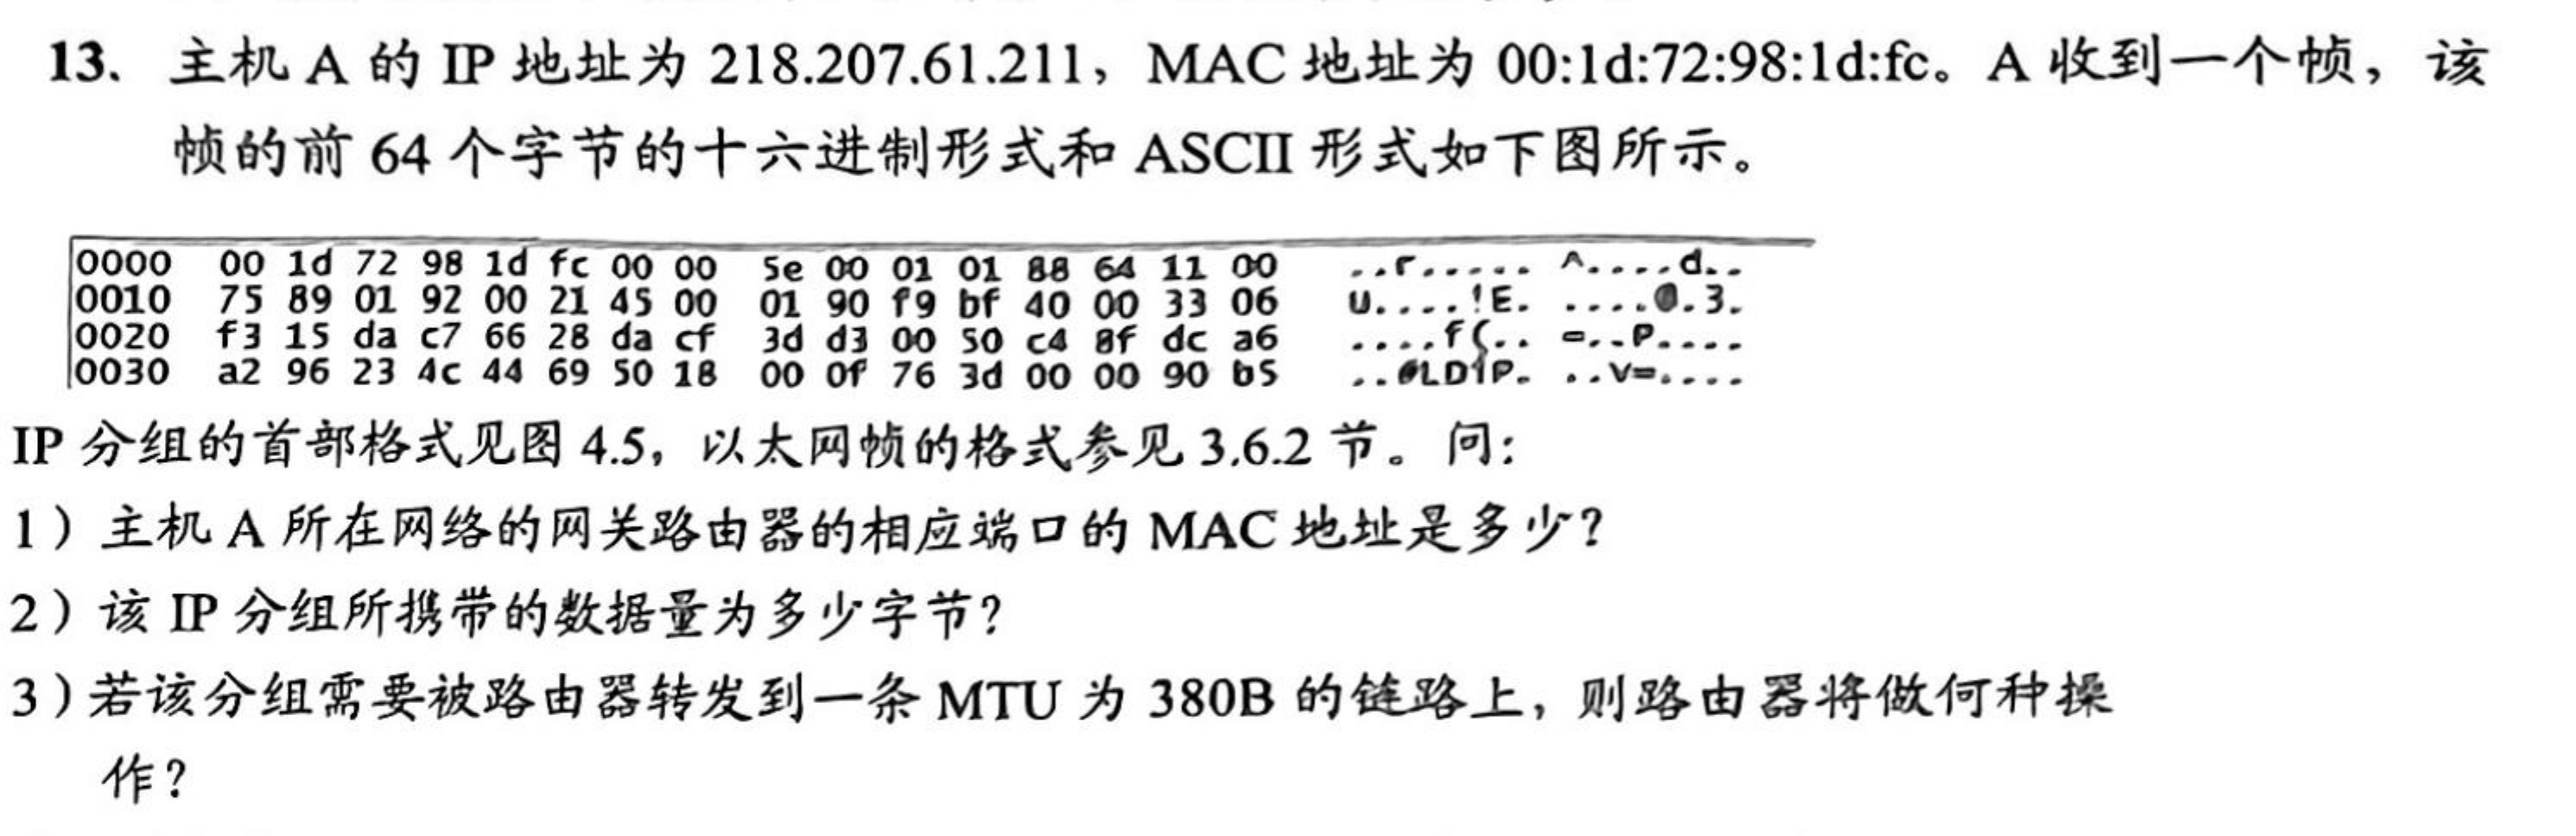 13. 主机 A 的 IP 地址为 218.207.61.211，MAC 地址为 00:1d:72:98:1d:fc。A 收到一个帧，该
帧的前 64 个字节的十六进制形式和 ASCII 形式如下图所示。
0000 00 1d 72 98 1d fc 00 00 5e 00 01 01 88 64 11 00 ..r..... ^....d..
0010 75 89 01 92 00 21 45 00 01 90 f9 bf 40 00 33 06 u....!E. ....@.3.
0020 f3 15 da c7 66 28 da cf 3d d3 00 50 c4 8f dc a6 ....f(.. =..P....
0030 a2 96 23 4c 44 69 50 18 00 0f 76 3d 00 00 90 b5 ..#LDiP. ..v=....
IP 分组的首部格式见图 4.5，以太网帧的格式参见 3.6.2 节。问：
1）主机 A 所在网络的网关路由器的相应端口的 MAC 地址是多少？
2）该 IP 分组所携带的数据量为多少字节？
3）若该分组需要被路由器转发到一条 MTU 为 380B 的链路上，则路由器将做何种操
作？